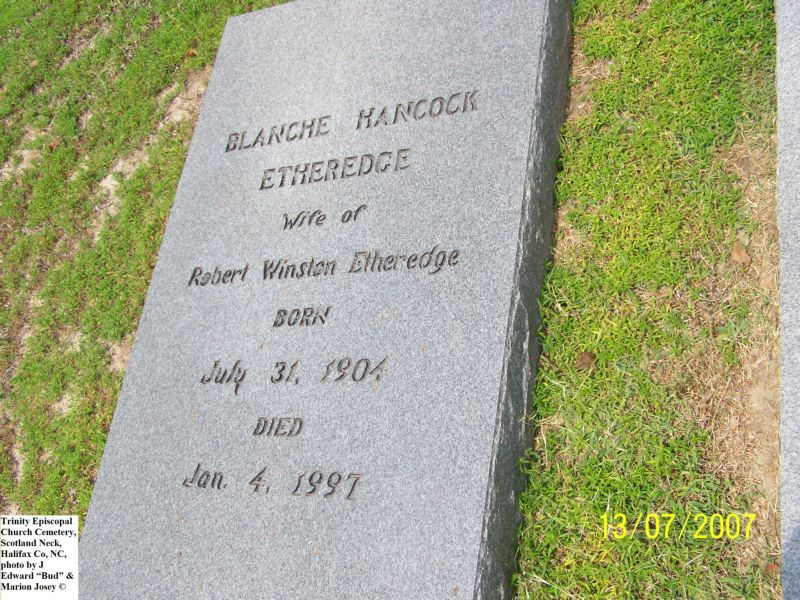 BLANCHE HANCOCK
ETHEREDGE
Wife of
Robert Winston Etheredge
BORN
July 31, 1904
DIED
Jan. 4, 1997
13/07/2007
Trinity Episcopal
Church Cemetery,
Scotland Neck,
Halifax Co, NC,
photo by J
Edward “Bud” &
Marion Josey ©